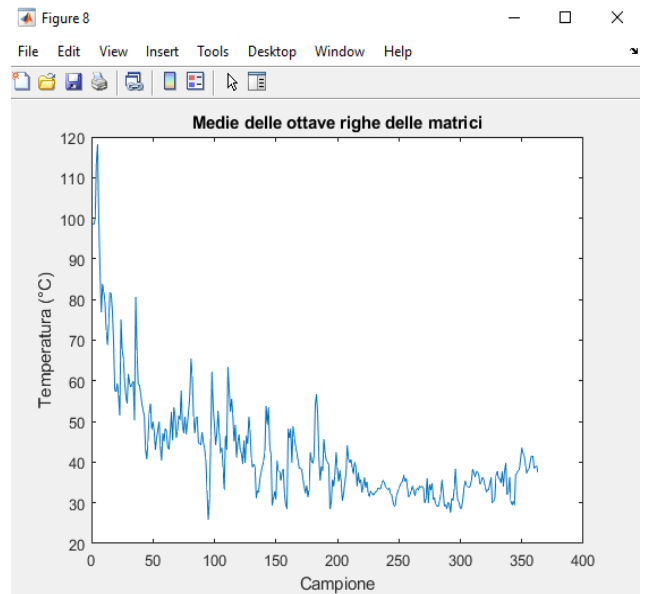 Figure 8
File Edit View Insert Tools Desktop Window Help
Medie delle ottave righe delle matrici
120
110
100
90
80
70
60
50
40
30
20
Temperatura (°C)
0 50 100 150 200 250 300 350 400
Campione